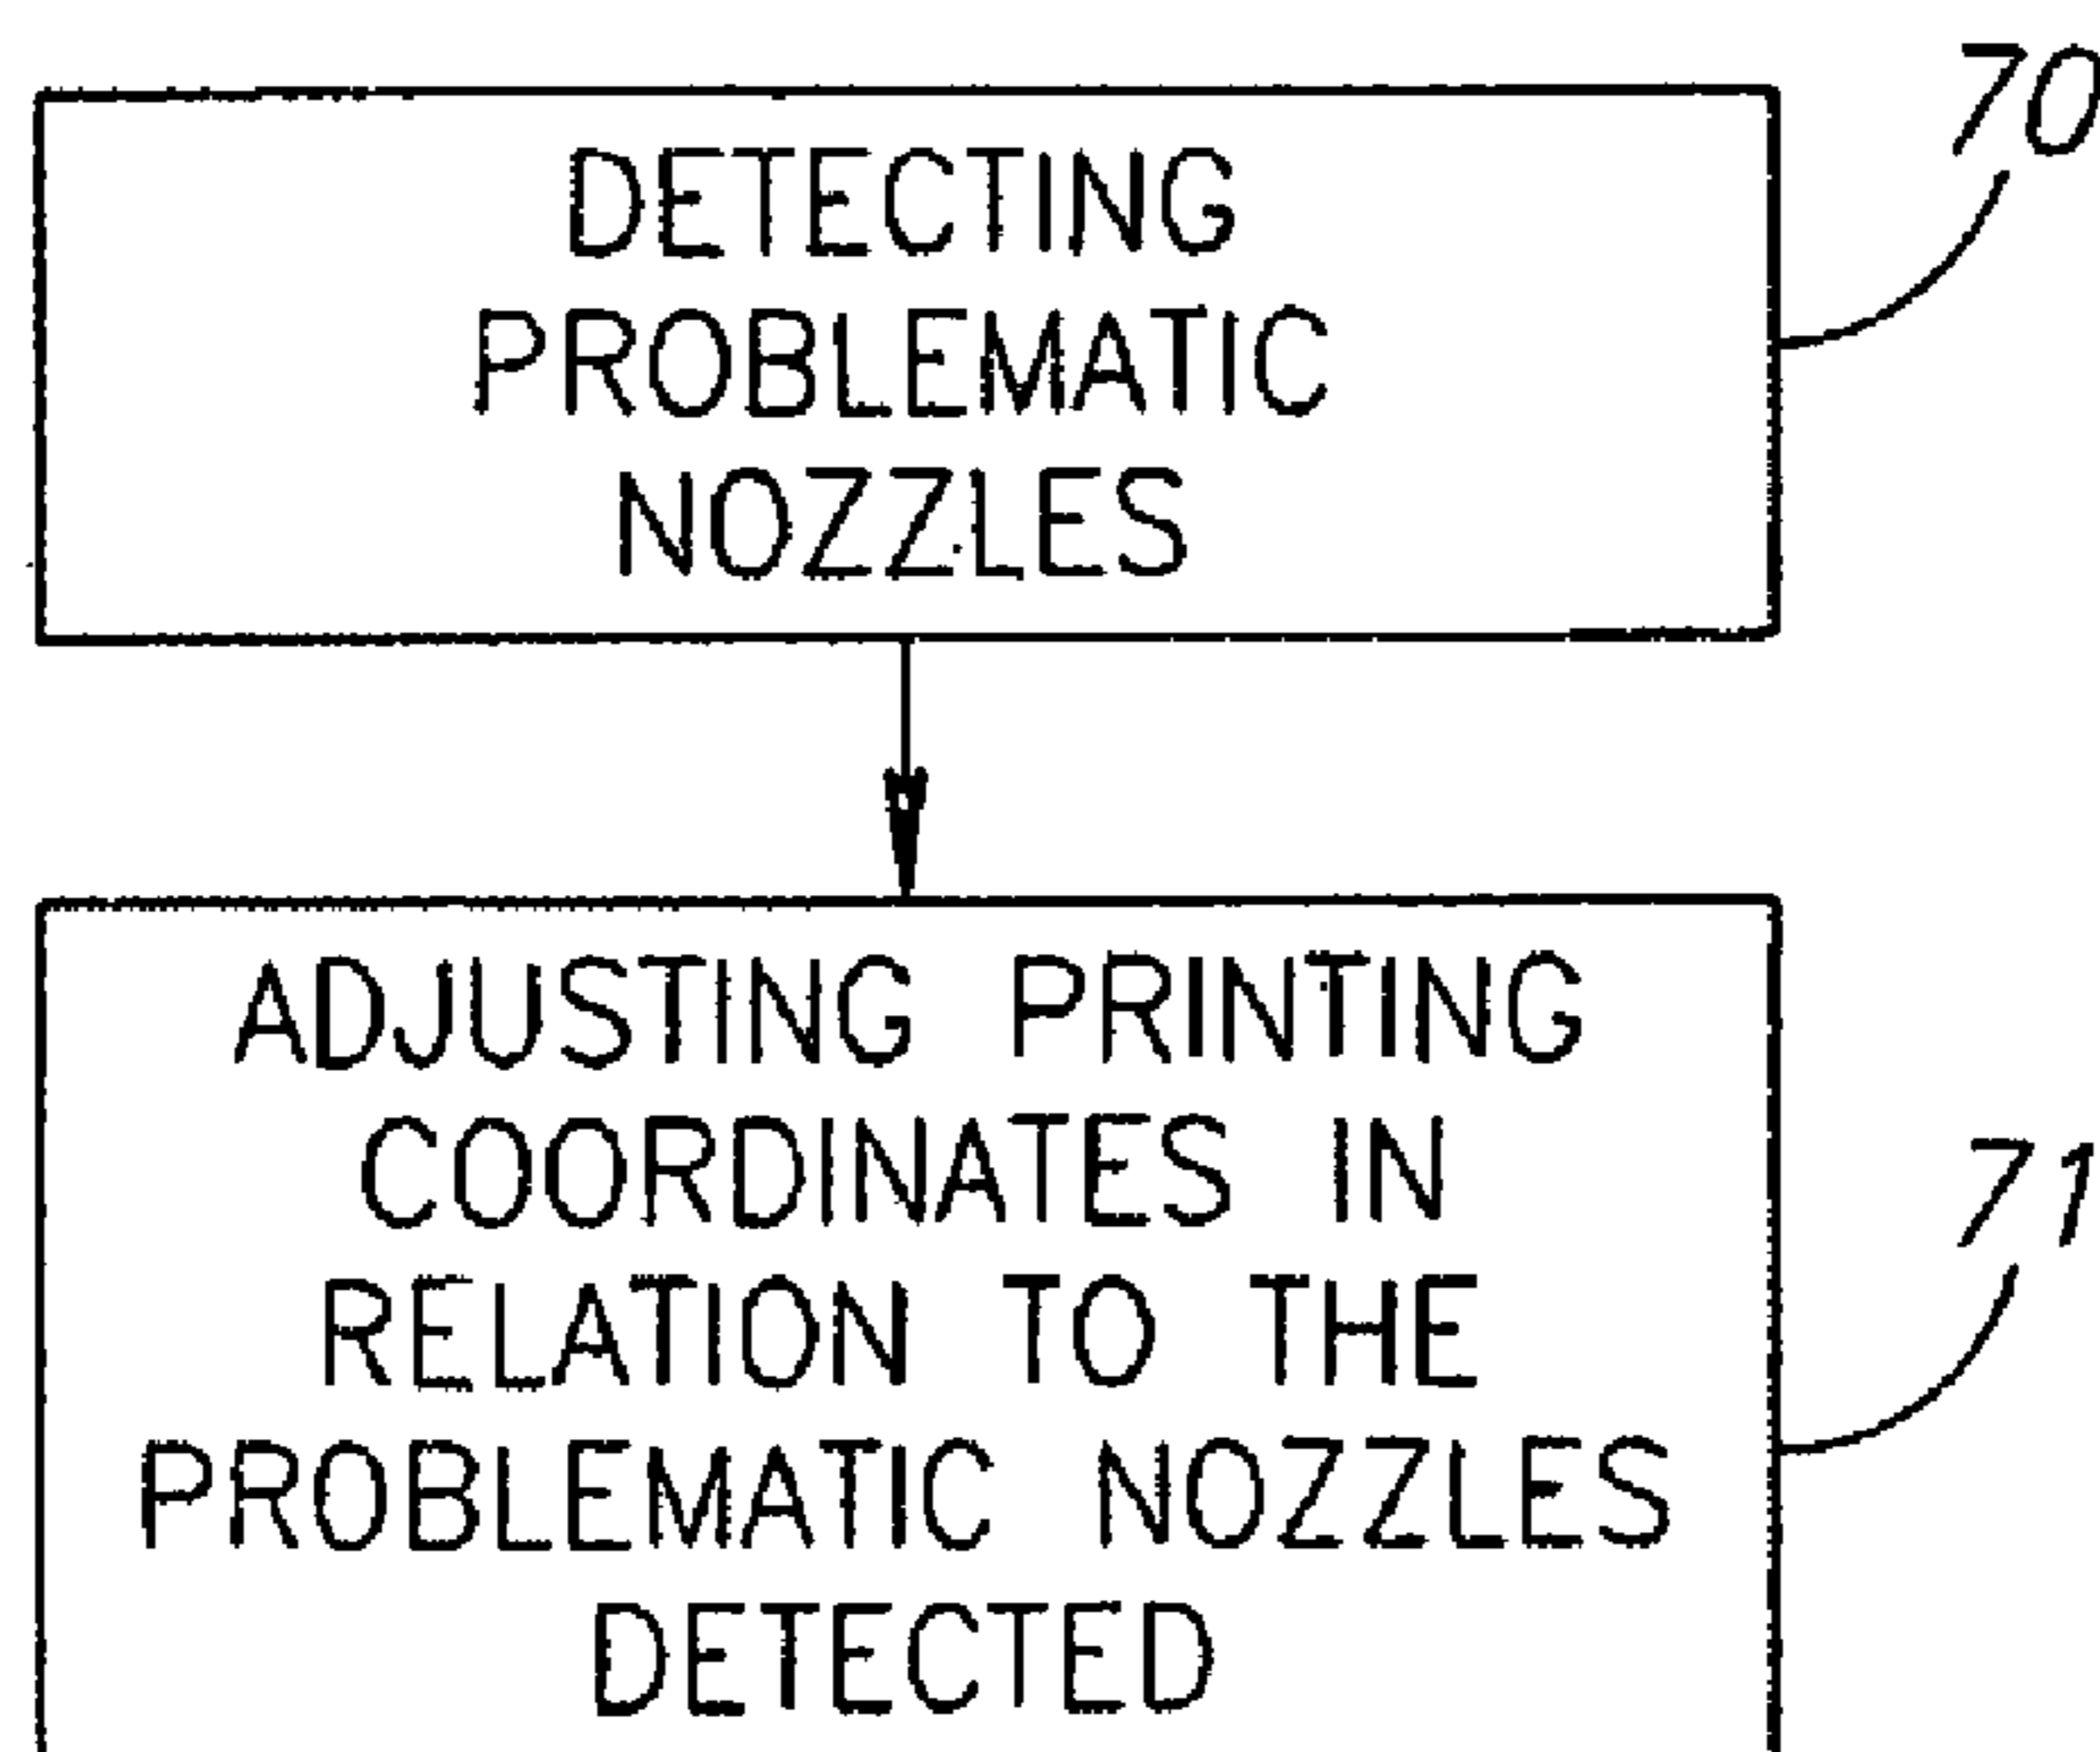 70
DETECTING
PROBLEMATIC
NOZZLES
ADJUSTING PRINTING
COORDINATES IN
71
RELATION TO THE
PROBLEMATIC NOZZLES
DETECTED